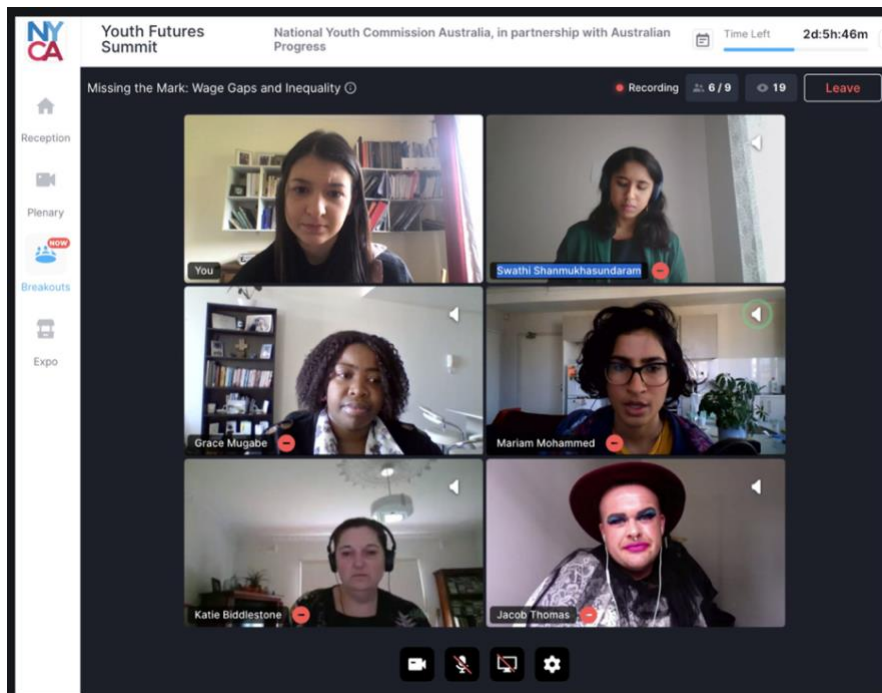 NY
CA
Youth Futures
Summit
National Youth Commission Australia, in partnership with Australian
Progress
Time Left
2d:5h:46m
Missing the Mark: Wage Gaps and Inequality
Recording
6 / 9
19
Leave
Reception
Plenary
NOW
Breakouts
Expo
You
Swathi Shanmukhasundaram
Grace Mugabe
Mariam Mohammed
Katie Biddlestone
Jacob Thomas